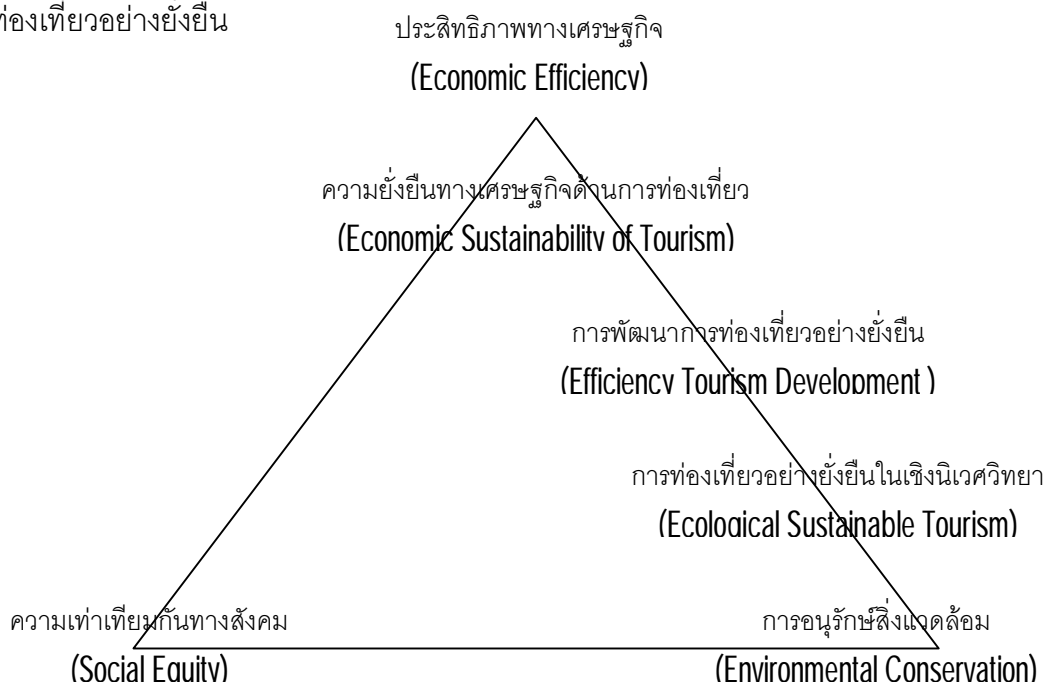 ท่องเที่ยวอย่างยั่งยืน
ประสิทธิภาพทางเศรษฐกิจ
(Economic Efficiency)
ความยั่งยืนทางเศรษฐกิจด้านการท่องเที่ยว
(Economic Sustainability of Tourism)
การพัฒนาการท่องเที่ยวอย่างยั่งยืน
(Efficiency Tourism Development )
การท่องเที่ยวอย่างยั่งยืนในเชิงนิเวศวิทยา
(Ecological Sustainable Tourism)
ความเท่าเทียมกันทางสังคม
(Social Equity)
การอนุรักษ์สิ่งแวดล้อม
(Environmental Conservation)